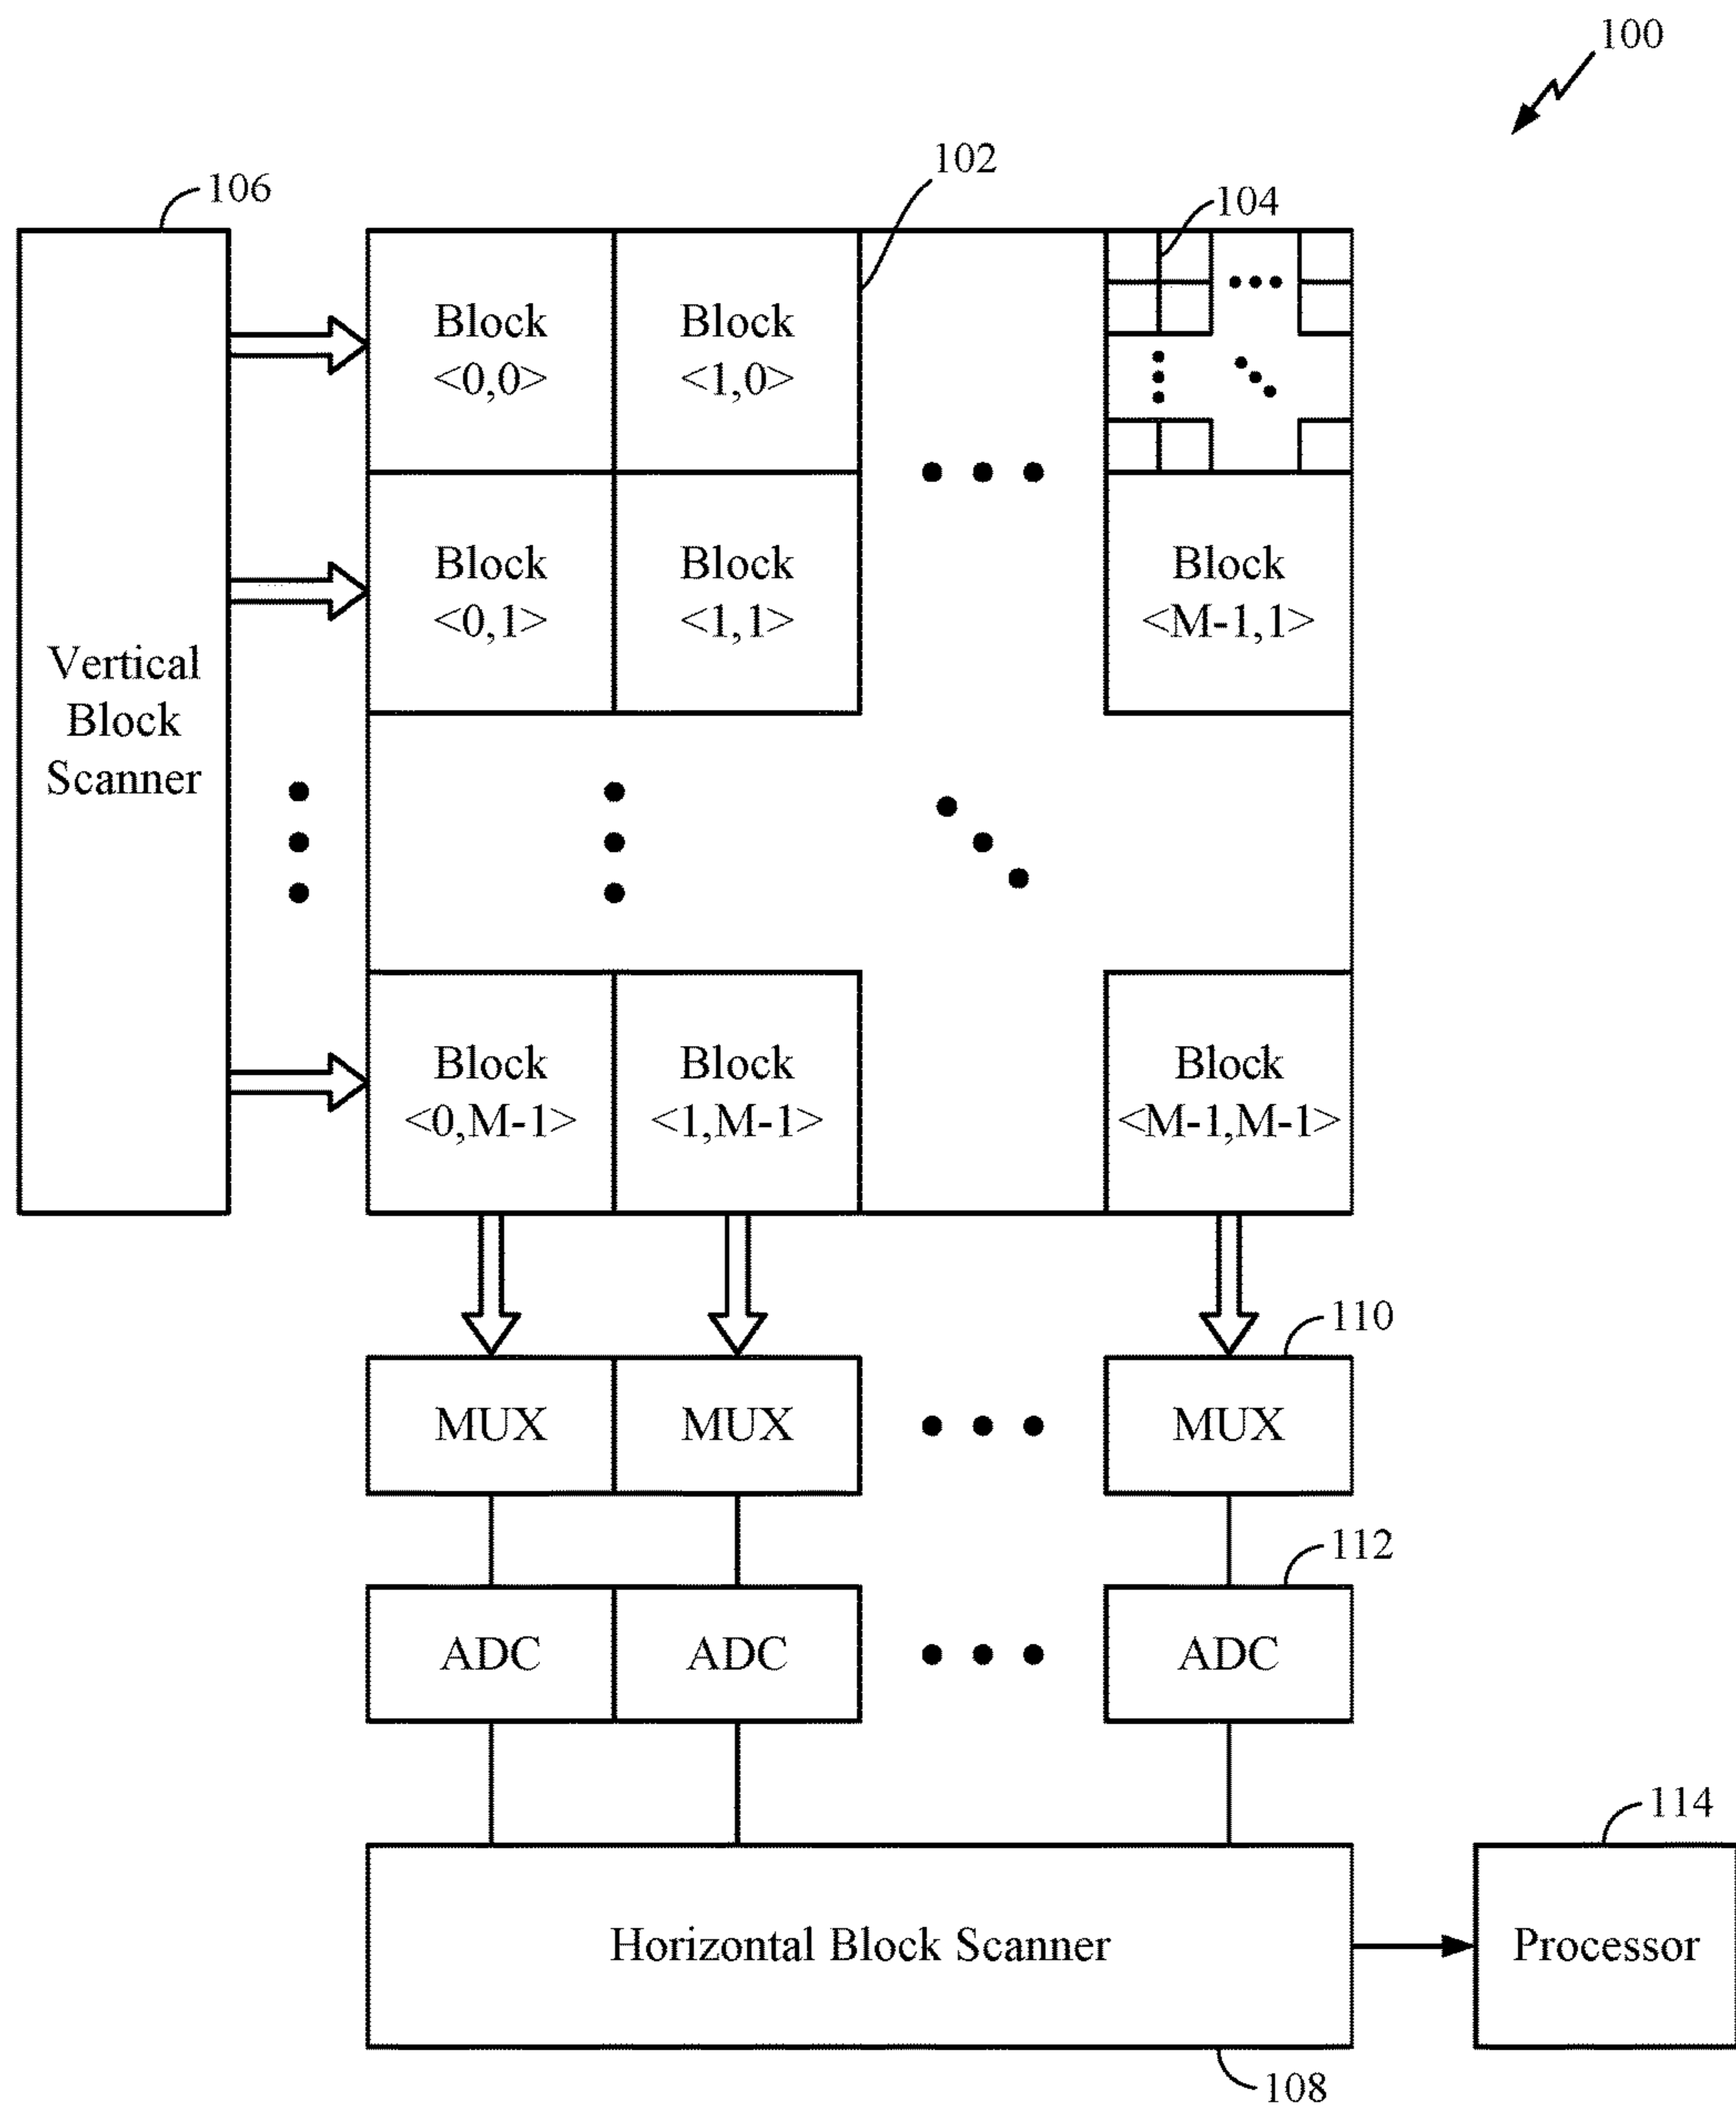 100
102
106
104
Block
<0,0>
Block
<1,0>
Block
<0,1>
Block
<1,1>
Block
<M-1,1>
Vertical
Block
Scanner
Block
<0,M-1>
Block
<1,M-1>
Block
<M-1,M-1>
110
MUX
MUX
MUX
112
ADC
ADC
ADC
114
Horizontal Block Scanner
Processor
108